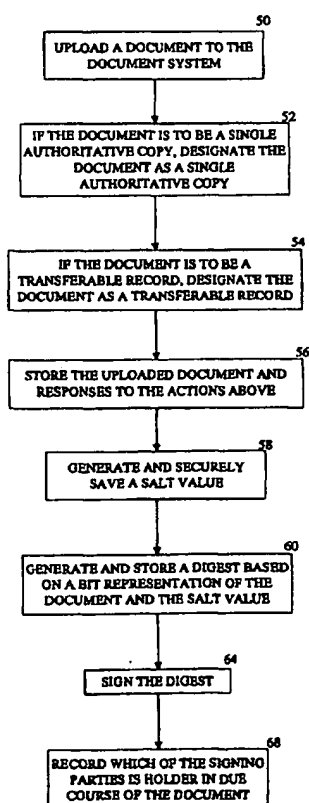 50
UPLOAD A DOCUMENT TO THE
DOCUMENT SYSTEM
52
IF THE DOCUMENT IS TO BE A SINGLE
AUTHORITATIVE COPY, DESIGNATE THE
DOCUMENT AS A SINGLE
AUTHORITATIVE COPY
54
IF THE DOCUMENT IS TO BE A
TRANSFERABLE RECORD, DESIGNATE THE
DOCUMENT AS A TRANSFERABLE RECORD
56
STORE THE UPLOADED DOCUMENT AND
RESPONSES TO THE ACTIONS ABOVE
58
GENERATE AND SECURELY
SAVE A SALT VALUE
60
GENERATE AND STORE A DIGEST BASED
ON A BIT REPRESENTATION OF THE
DOCUMENT AND THE SALT VALUE
64
SIGN THE DIGEST
68
RECORD WHICH OF THE SIGNING
PARTIES IS HOLDER IN DUE
COURSE OF THE DOCUMENT